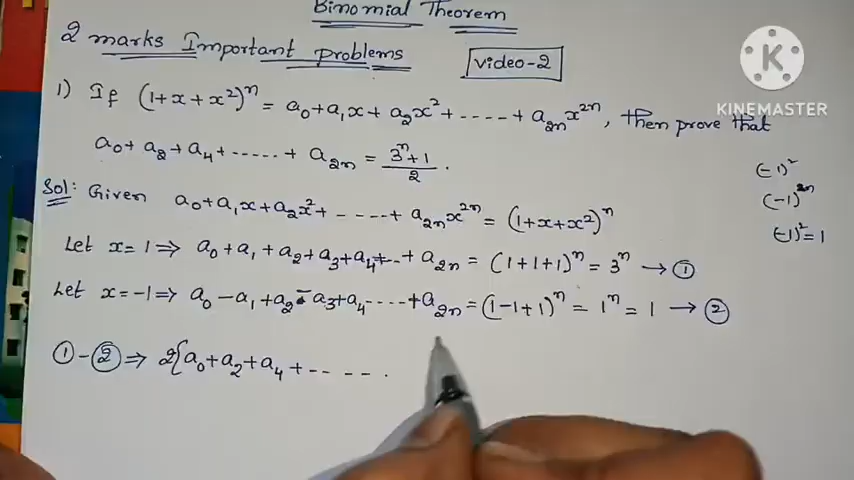 Binomial Theorem
2 marks Important problems
Video-2
KINEMASTER
1) If (1+x+x²)ⁿ = a₀+a₁x+a₂x²+-----+a₂ₙx²ⁿ, then prove that
a₀+a₂+a₄+-----+a₂ₙ = (3ⁿ+1)/2.
(-1)²
(-1)²ⁿ
(-1)²=1
Sol: Given a₀+a₁x+a₂x²+-----+a₂ₙx²ⁿ = (1+x+x²)ⁿ
Let x=1 ⇒ a₀+a₁+a₂+a₃+a₄+--+a₂ₙ = (1+1+1)ⁿ = 3ⁿ → ①
Let x=-1 ⇒ a₀-a₁+a₂-a₃+a₄-----+a₂ₙ = (1-1+1)ⁿ = 1ⁿ = 1 → ②
①-② ⇒ 2{a₀+a₂+a₄+-----.